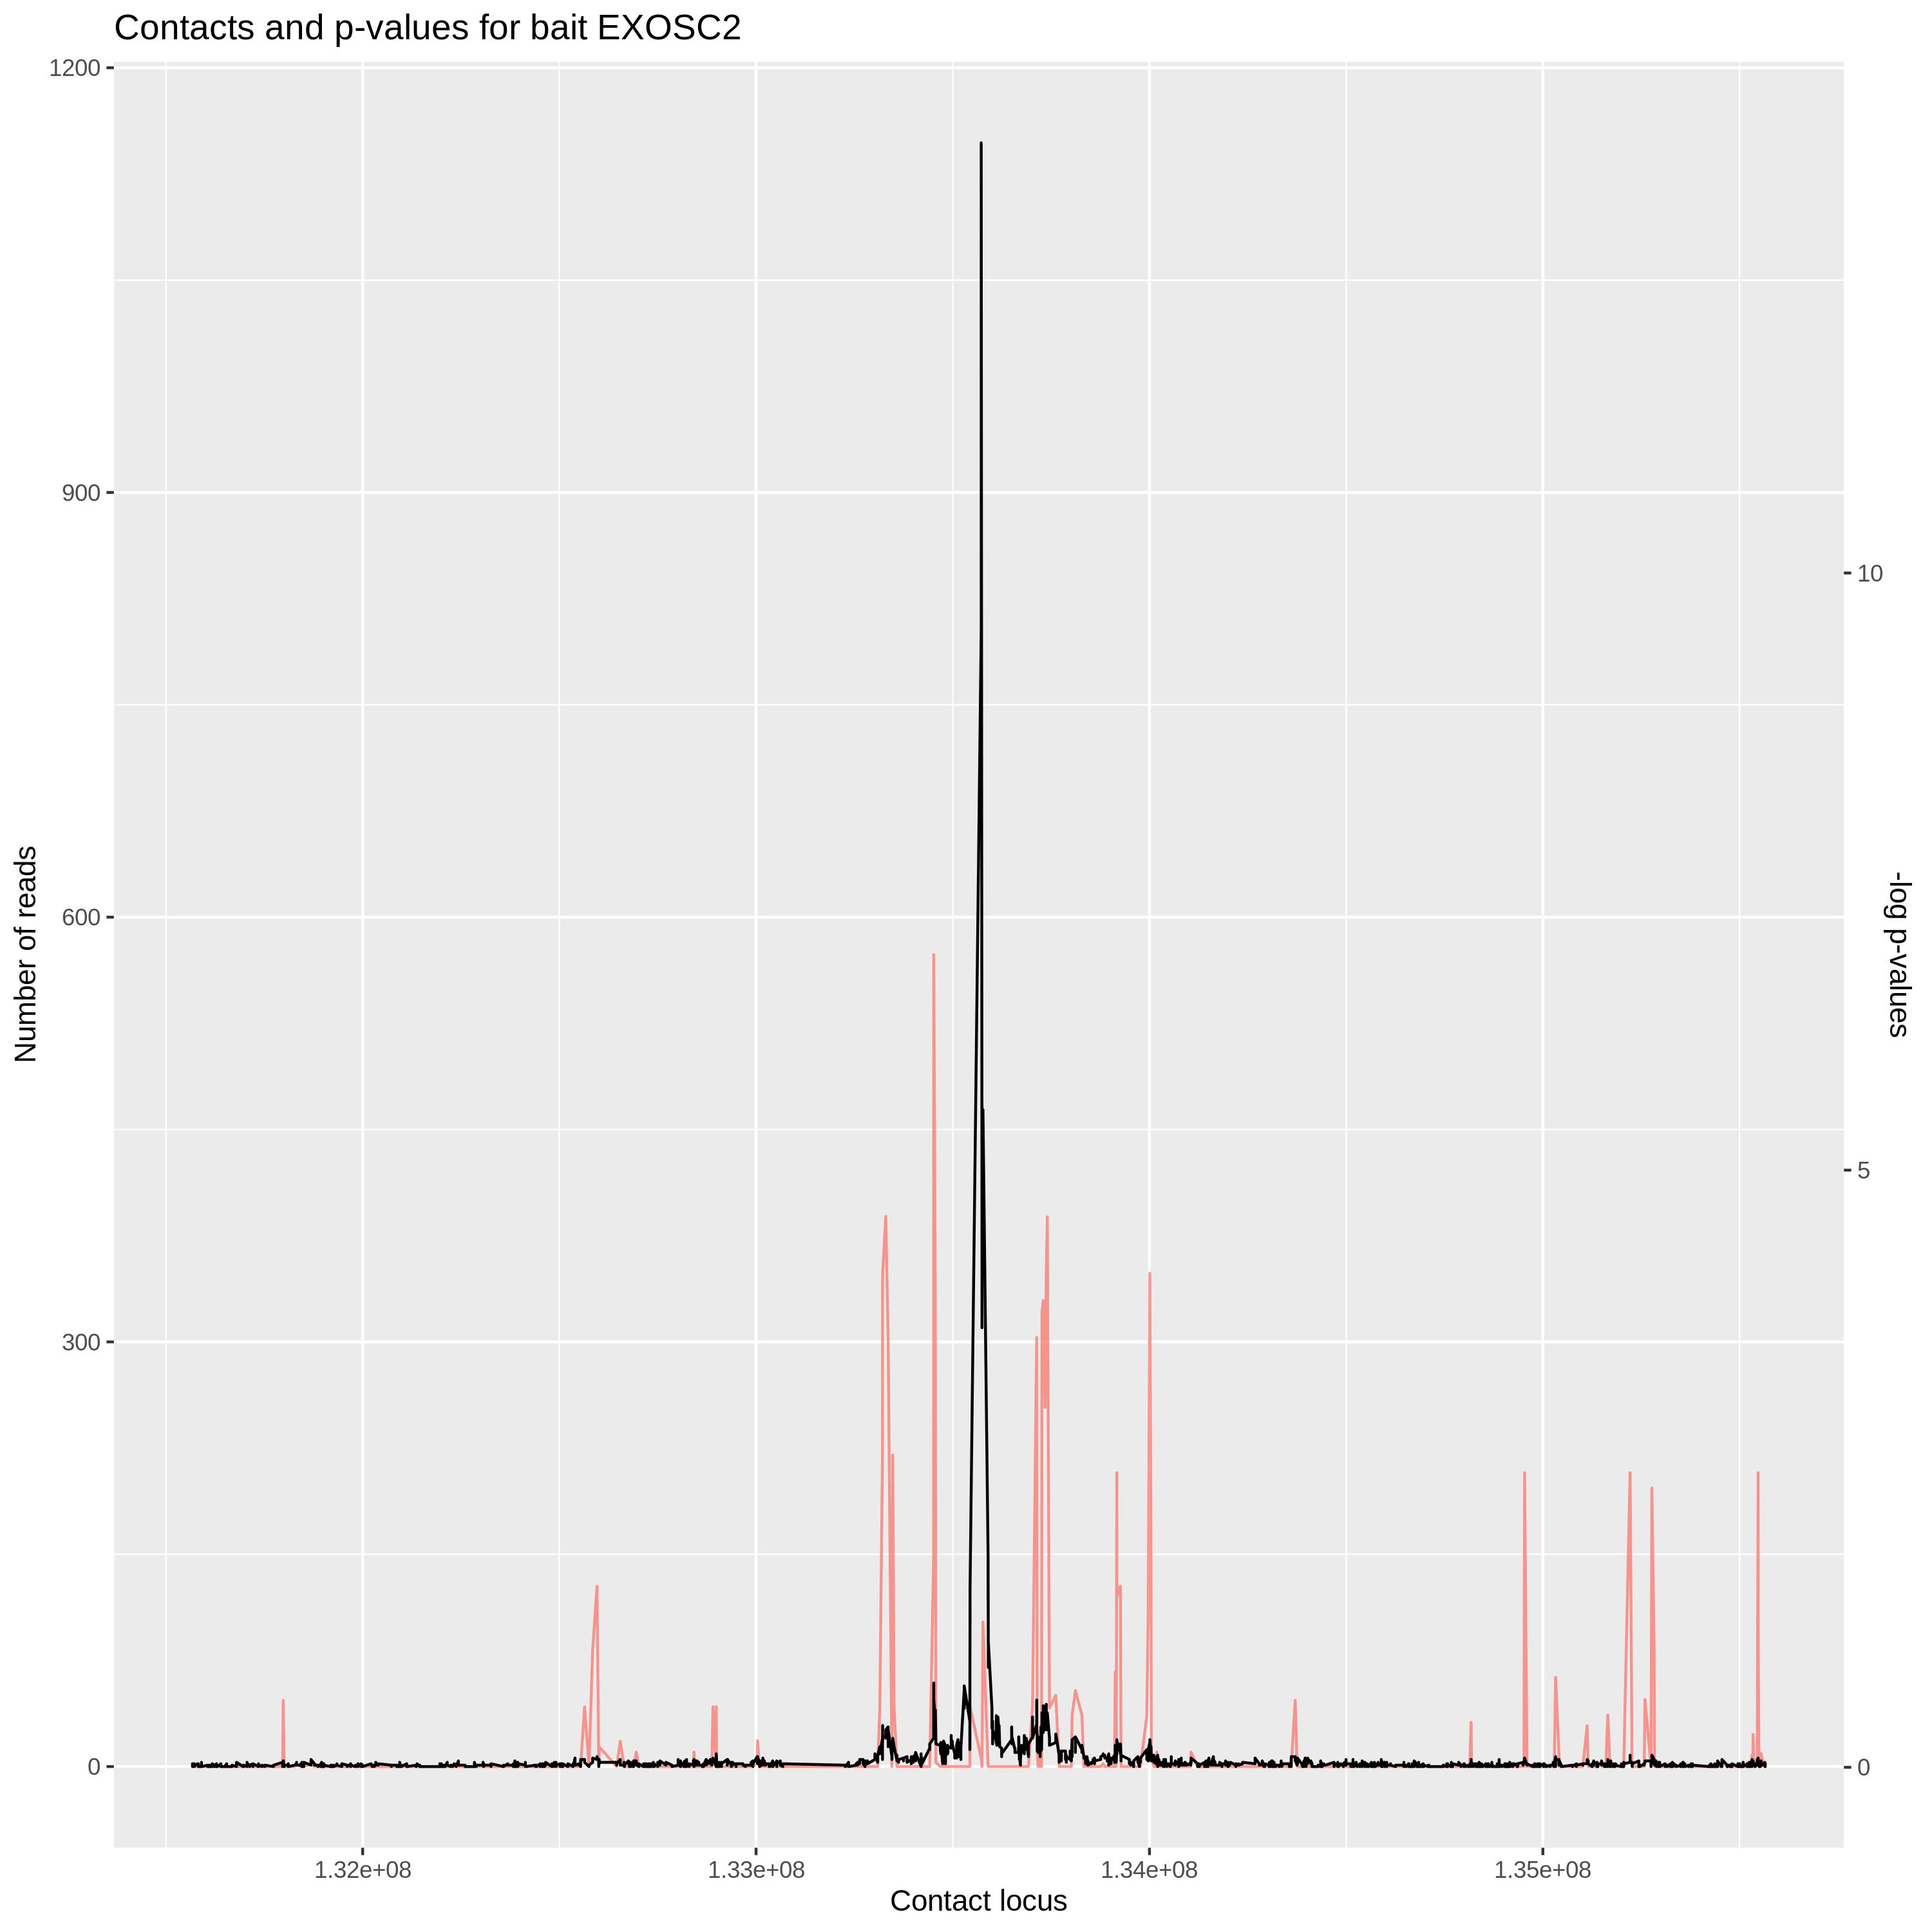 Contacts and p-values for bait EXOSC2
1200
900
600
300
0
Number of reads
10
5
0
-log p-values
1.32e+08
1.33e+08
1.34e+08
1.35e+08
Contact locus